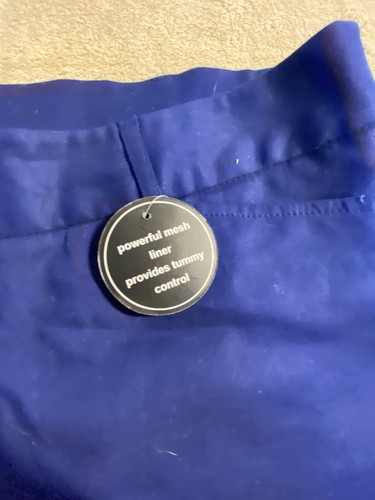 powerful mesh
liner
provides tummy
control